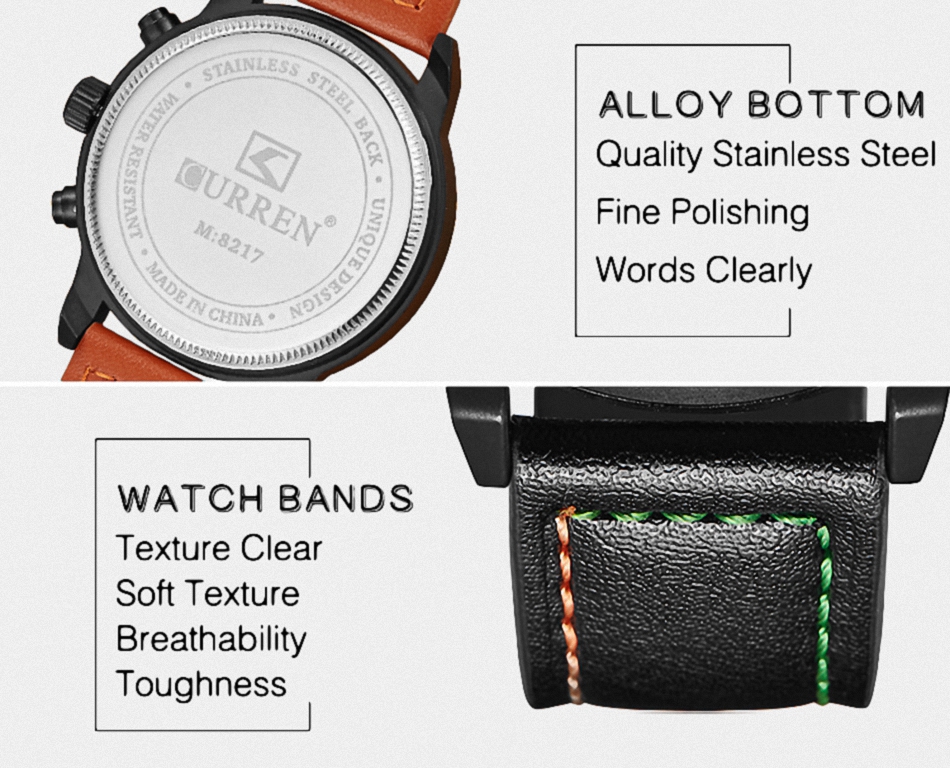 STAINLESS STEEL BACK • UNIQUE DESIGN • MADE IN CHINA • WATER RESISTANT •
CURREN®
M:8217
ALLOY BOTTOM
Quality Stainless Steel
Fine Polishing
Words Clearly
WATCH BANDS
Texture Clear
Soft Texture
Breathability
Toughness